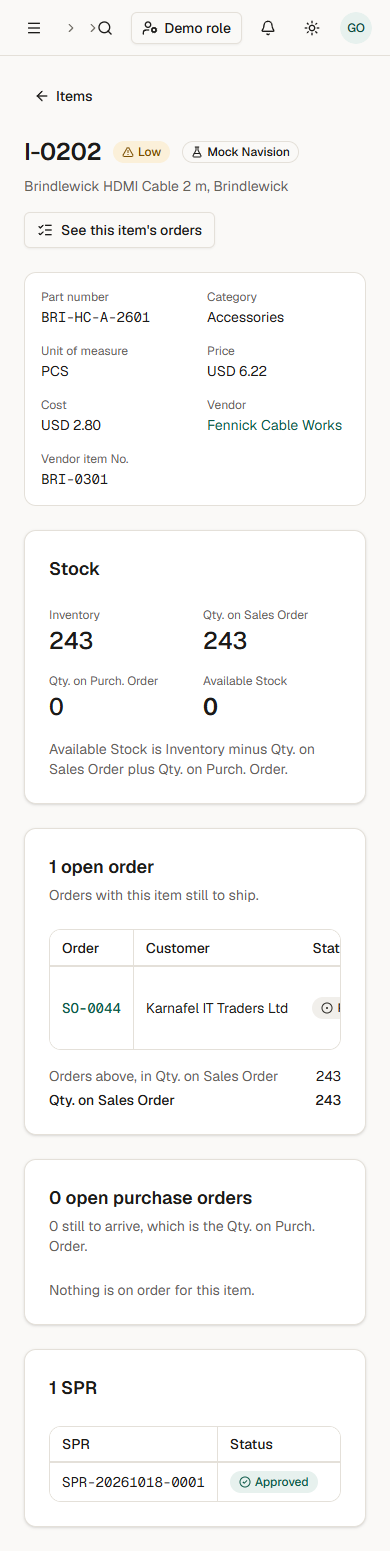 Demo role
GO
Items
I-0202 Low Mock Navision
Brindlewick HDMI Cable 2 m, Brindlewick
See this item's orders
Part number Category
BRI-HC-A-2601 Accessories
Unit of measure Price
PCS USD 6.22
Cost Vendor
USD 2.80 Fennick Cable Works
Vendor item No.
BRI-0301
Stock
Inventory Qty. on Sales Order
243 243
Qty. on Purch. Order Available Stock
0 0
Available Stock is Inventory minus Qty. on
Sales Order plus Qty. on Purch. Order.
1 open order
Orders with this item still to ship.
Order Customer Stat
SO-0044 Karnafel IT Traders Ltd
Orders above, in Qty. on Sales Order 243
Qty. on Sales Order 243
0 open purchase orders
0 still to arrive, which is the Qty. on Purch.
Order.
Nothing is on order for this item.
1 SPR
SPR Status
SPR-20261018-0001 Approved